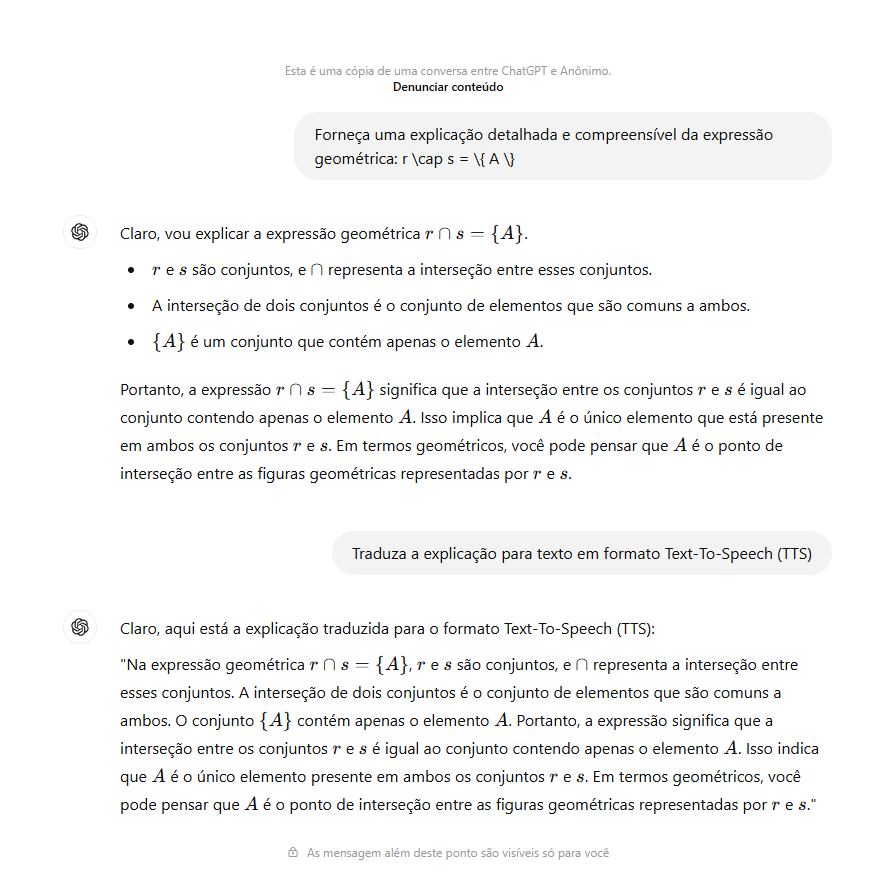 Esta é uma cópia de uma conversa entre ChatGPT e Anônimo.
Denunciar conteúdo
Forneça uma explicação detalhada e compreensível da expressão
geométrica: r \cap s = \{ A \}
Claro, vou explicar a expressão geométrica r ∩ s = {A}.
• r e s são conjuntos, e ∩ representa a interseção entre esses conjuntos.
• A interseção de dois conjuntos é o conjunto de elementos que são comuns a ambos.
• {A} é um conjunto que contém apenas o elemento A.
Portanto, a expressão r ∩ s = {A} significa que a interseção entre os conjuntos r e s é igual ao
conjunto contendo apenas o elemento A. Isso implica que A é o único elemento que está presente
em ambos os conjuntos r e s. Em termos geométricos, você pode pensar que A é o ponto de
interseção entre as figuras geométricas representadas por r e s.
Traduza a explicação para texto em formato Text-To-Speech (TTS)
Claro, aqui está a explicação traduzida para o formato Text-To-Speech (TTS):
"Na expressão geométrica r ∩ s = {A}, r e s são conjuntos, e ∩ representa a interseção entre
esses conjuntos. A interseção de dois conjuntos é o conjunto de elementos que são comuns a
ambos. O conjunto {A} contém apenas o elemento A. Portanto, a expressão significa que a
interseção entre os conjuntos r e s é igual ao conjunto contendo apenas o elemento A. Isso indica
que A é o único elemento presente em ambos os conjuntos r e s. Em termos geométricos, você
pode pensar que A é o ponto de interseção entre as figuras geométricas representadas por r e s."
As mensagem além deste ponto são visíveis só para você